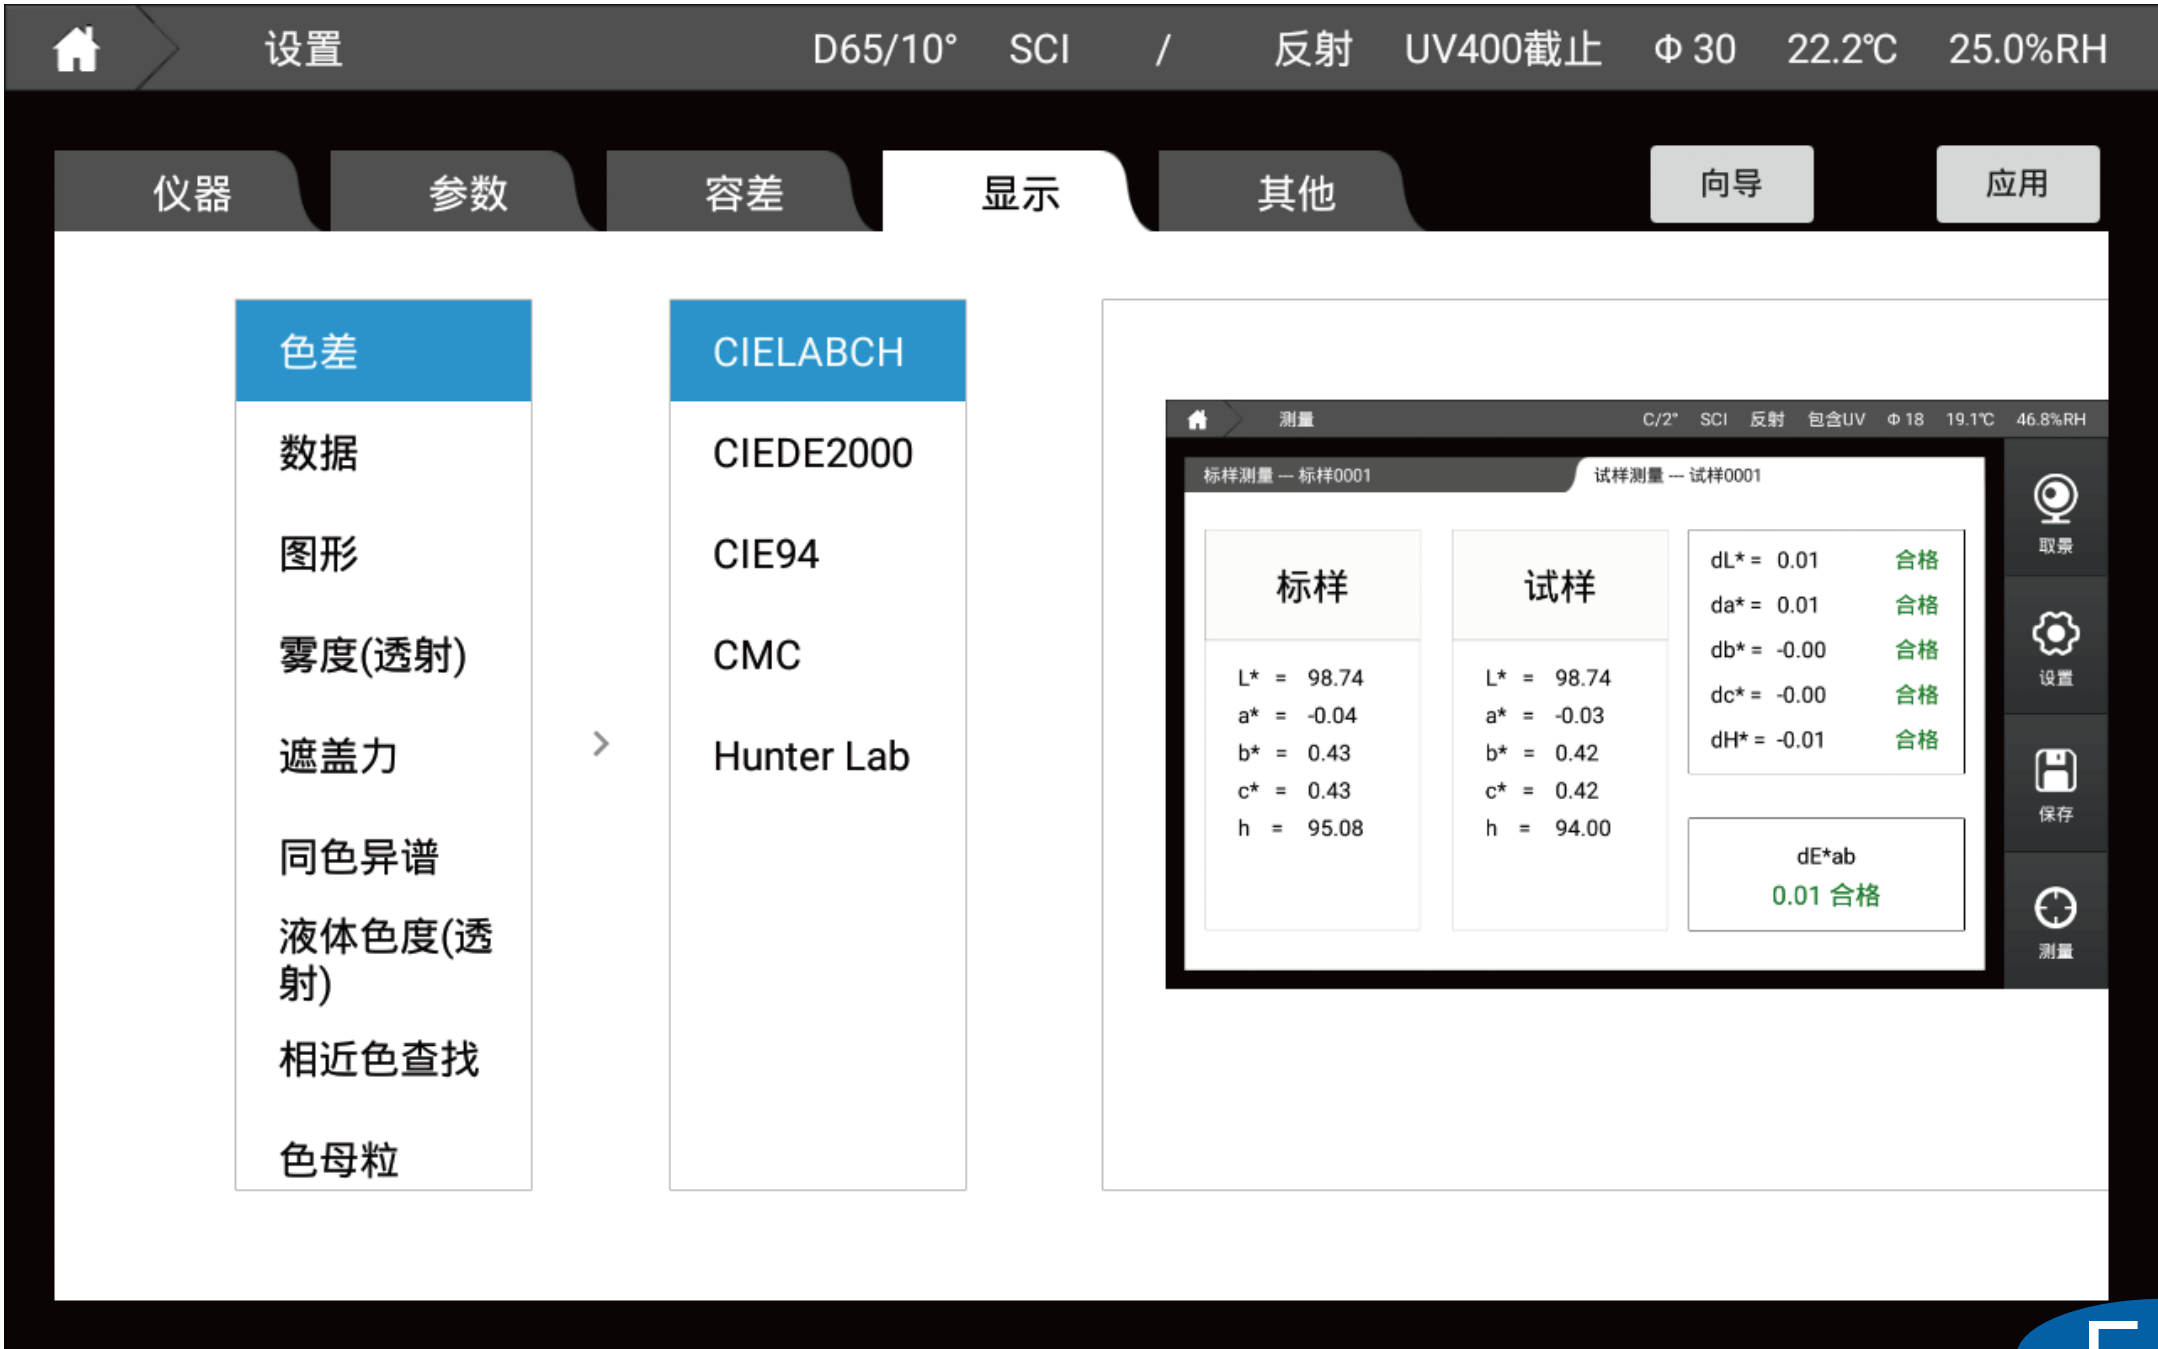 设置 D65/10° SCI / 反射 UV400截止 Φ 30 22.2℃ 25.0%RH
仪器 参数 容差 显示 其他 向导 应用
色差
数据
图形
雾度(透射)
遮盖力
同色异谱
液体色度(透
射)
相近色查找
色母粒
>
CIELABCH
CIEDE2000
CIE94
CMC
Hunter Lab
测量 C/2° SCI 反射 包含UV Φ 18 19.1℃ 46.8%RH
标样测量 --- 标样0001 试样测量 --- 试样0001
标样
L* = 98.74
a* = -0.04
b* = 0.43
c* = 0.43
h = 95.08
试样
L* = 98.74
a* = -0.03
b* = 0.42
c* = 0.42
h = 94.00
dL* = 0.01 合格
da* = 0.01 合格
db* = -0.00 合格
dc* = -0.00 合格
dH* = -0.01 合格
dE*ab
0.01 合格
取景
设置
保存
测量